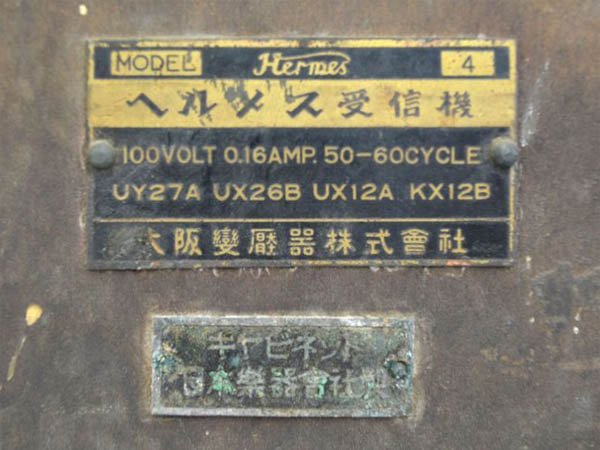 MODEL Hermes 4
ヘルメス受信機
100VOLT 0.16AMP. 50-60CYCLE
UY27A UX26B UX12A KX12B
大阪變壓器株式會社
キャビネット
日本楽器會社製